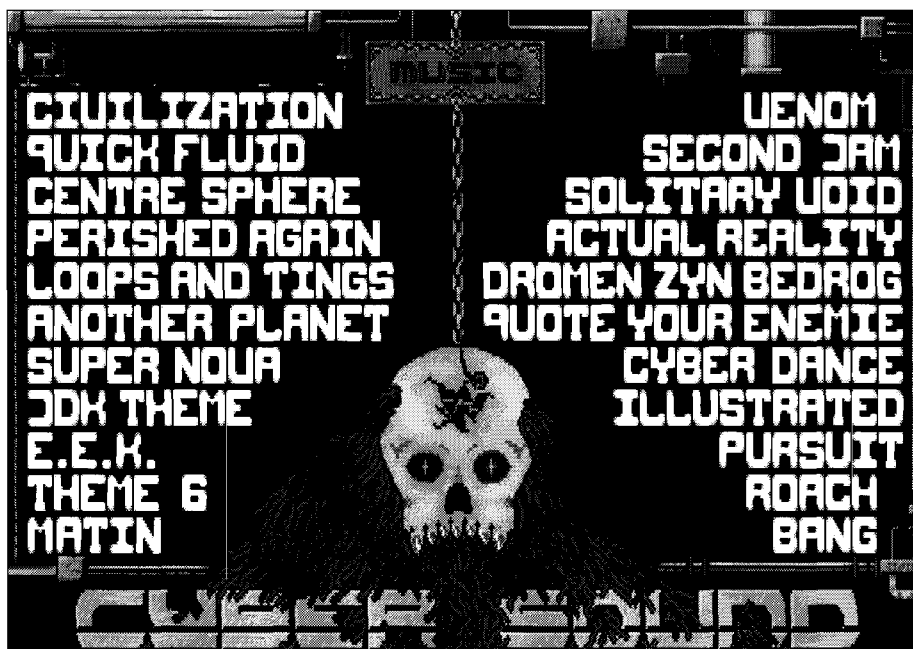 MUSIC
CIVILIZATION
QUICK FLUID
CENTRE SPHERE
PERISHED AGAIN
LOOPS AND TINGS
ANOTHER PLANET
SUPER NOVA
JDK THEME
E.E.K.
THEME 6
MATIN
VENOM
SECOND JAM
SOLITARY VOID
ACTUAL REALITY
DROMEN ZYN BEDROG
QUOTE YOUR ENEMIE
CYBER DANCE
ILLUSTRATED
PURSUIT
ROACH
BANG